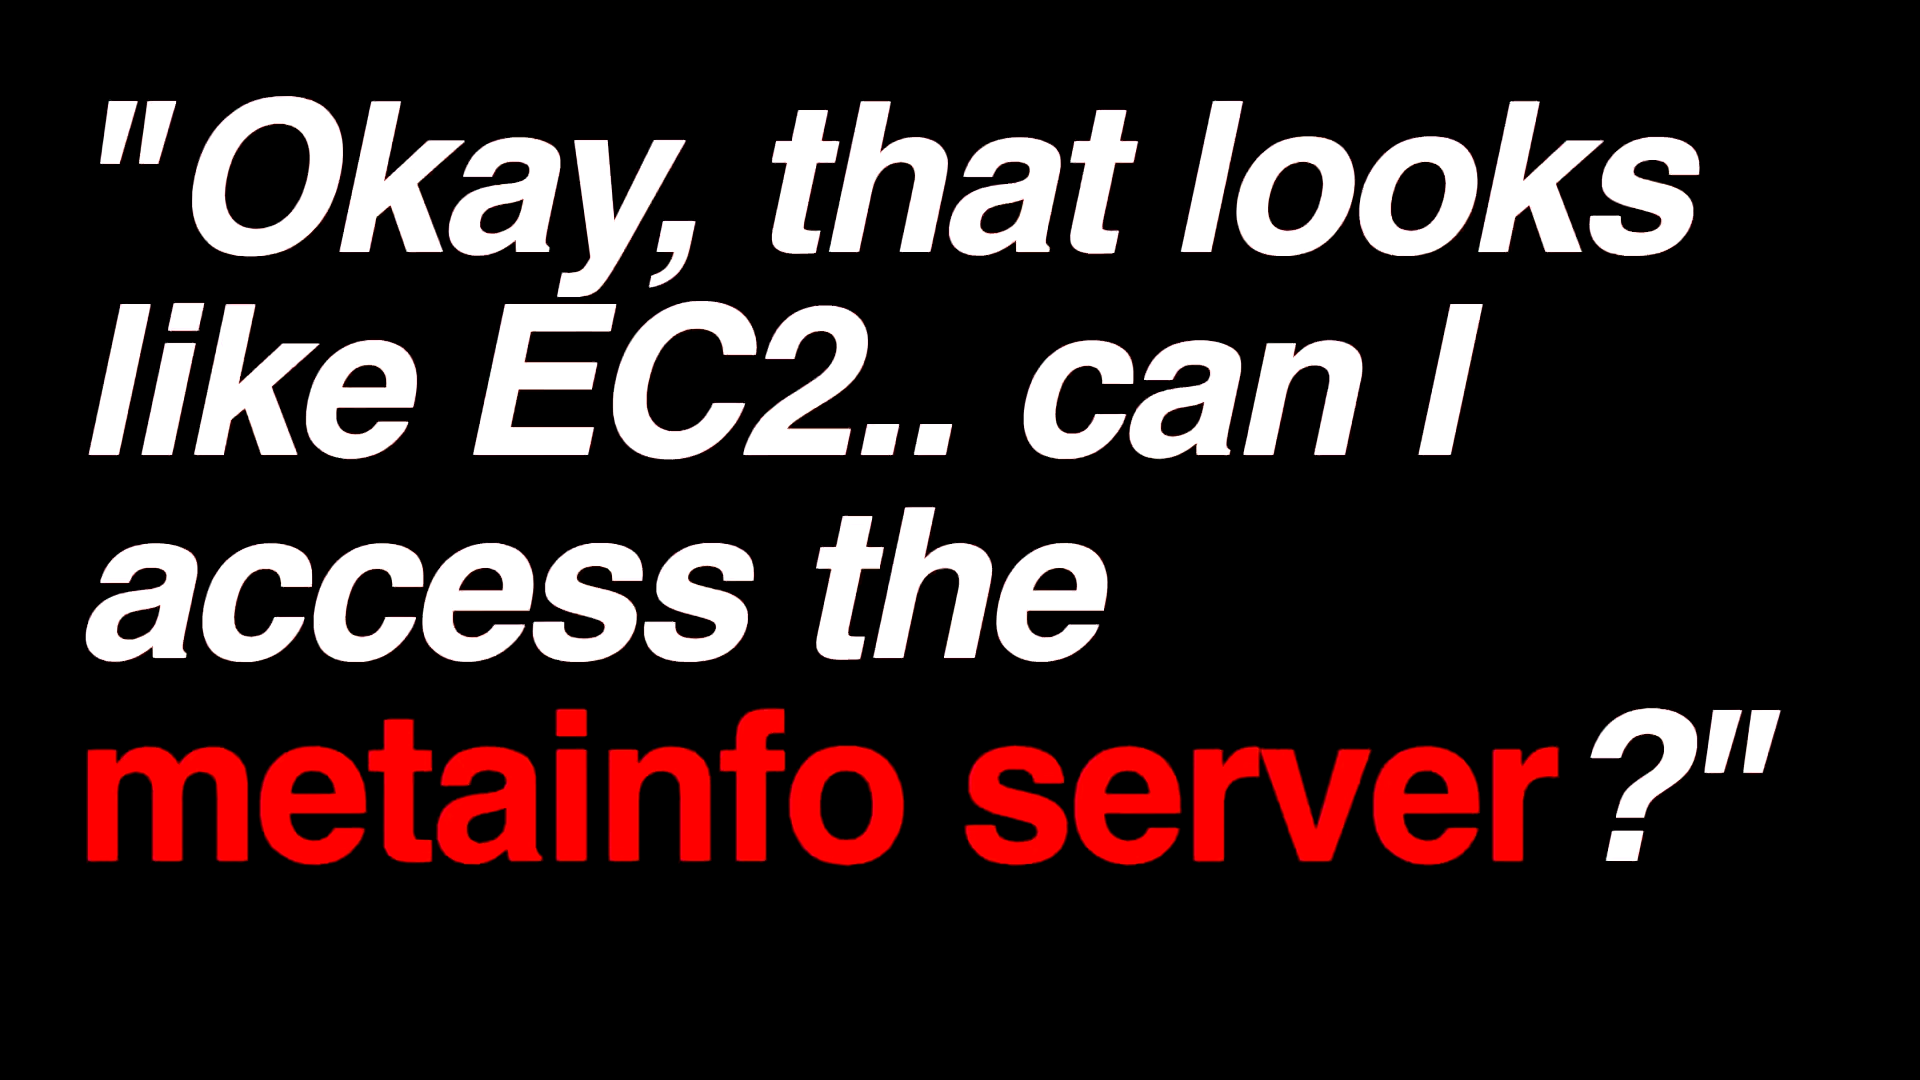 "Okay, that looks
like EC2.. can I
access the
metainfo server?"